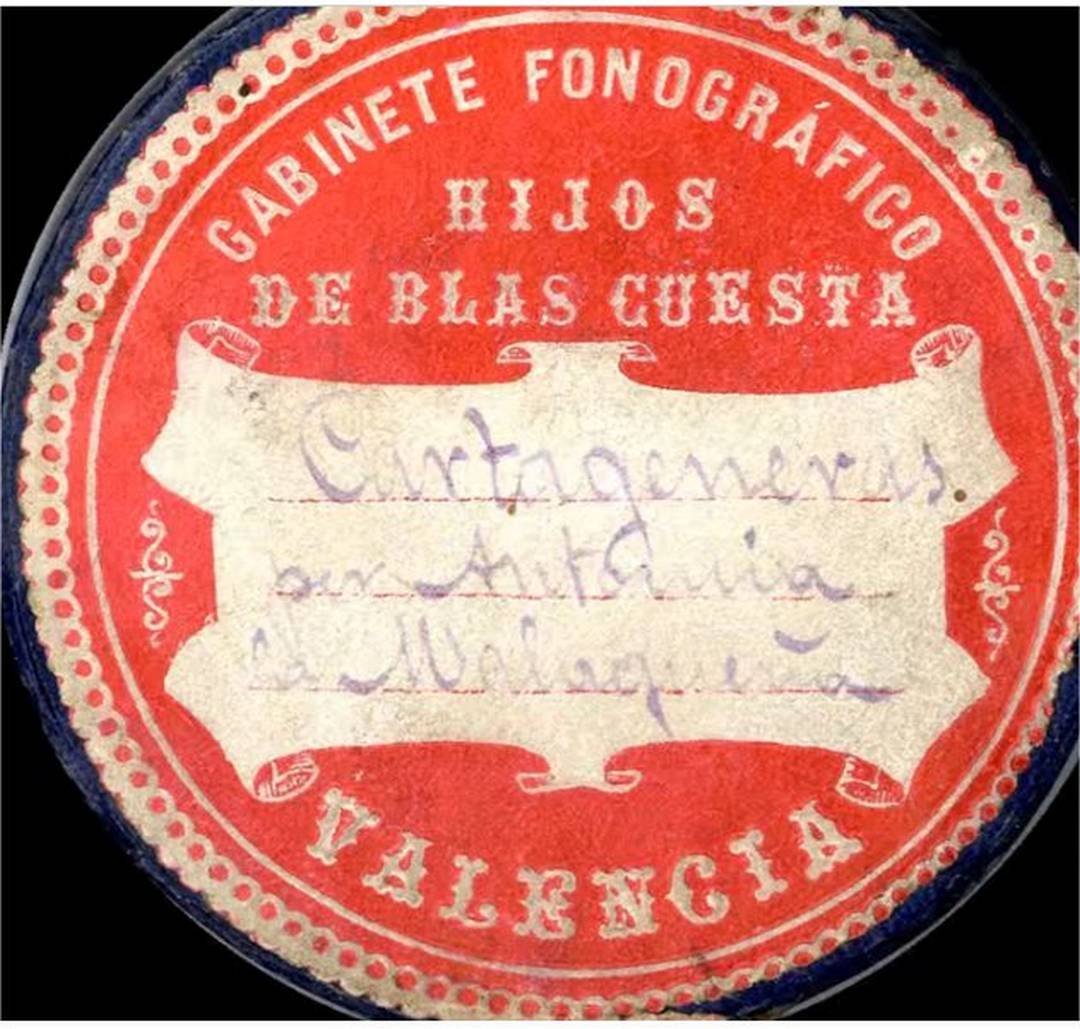 GABINETE FONOGRÁFICO
HIJOS
DE BLAS CUESTA
Cartageneras
por Antonia
la Malagueña
VALENCIA